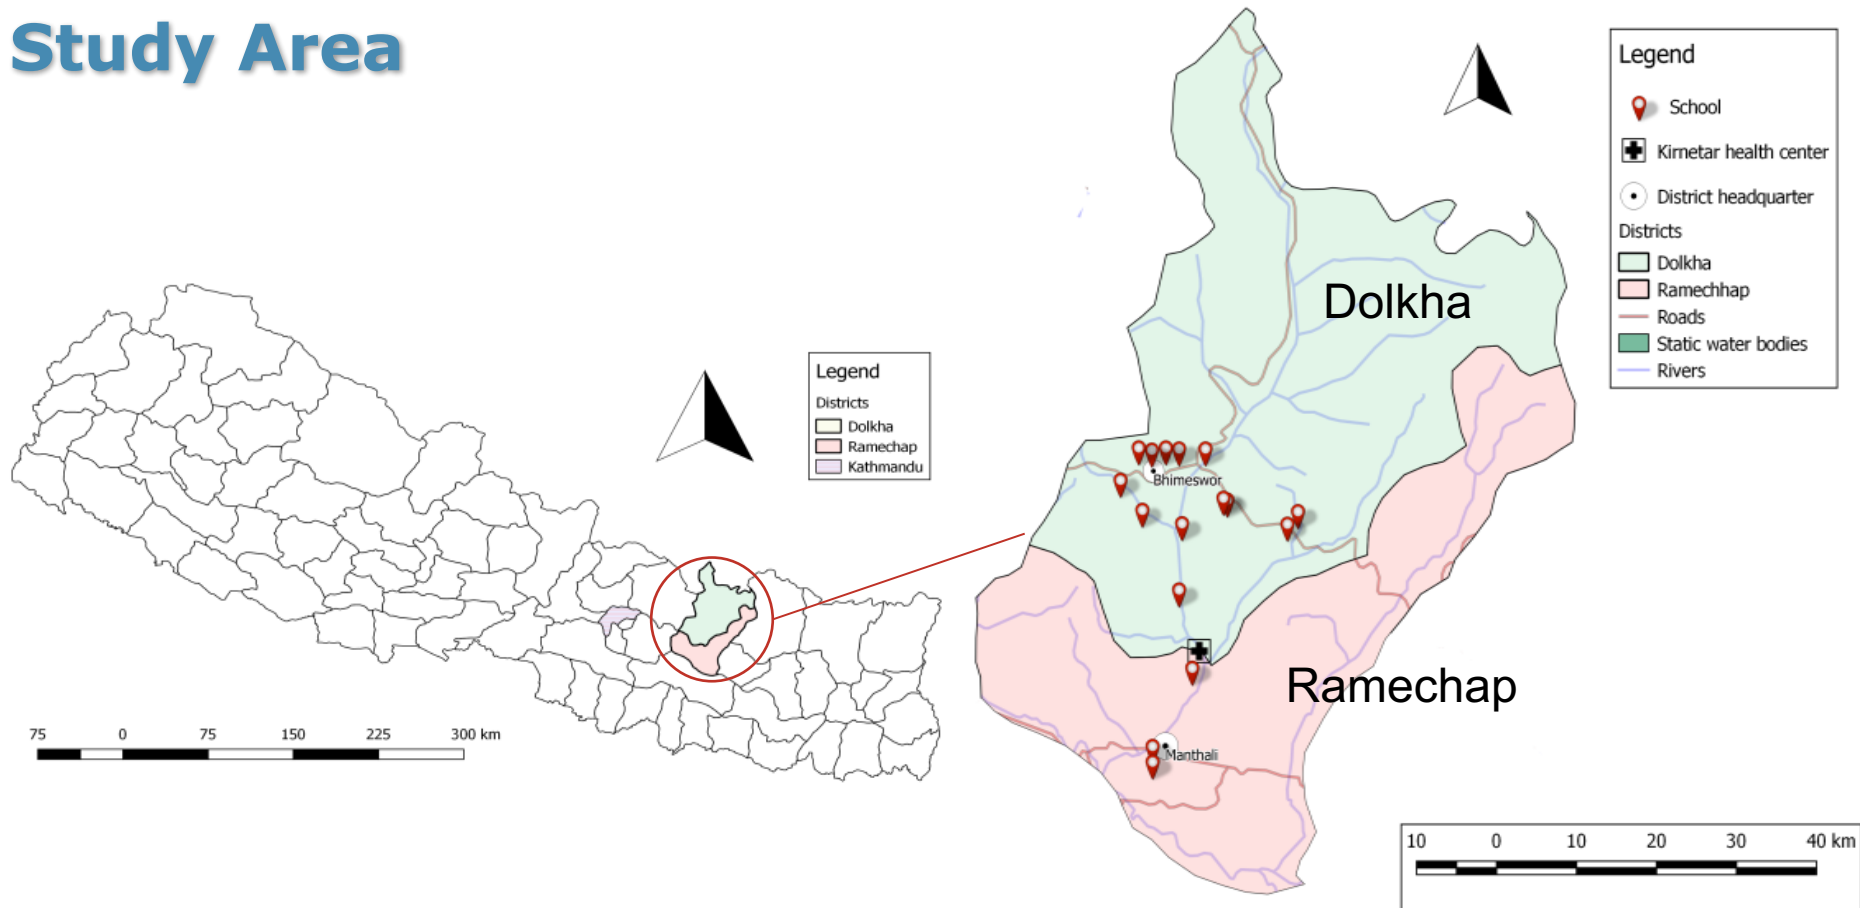 Study Area
Legend
Districts
Dolkha
Ramechap
Kathmandu
75 0 75 150 225 300 km
Dolkha
Bhimeswor
Ramechap
Manthali
Legend
School
Kirnetar health center
District headquarter
Districts
Dolkha
Ramechhap
Roads
Static water bodies
Rivers
10 0 10 20 30 40 km